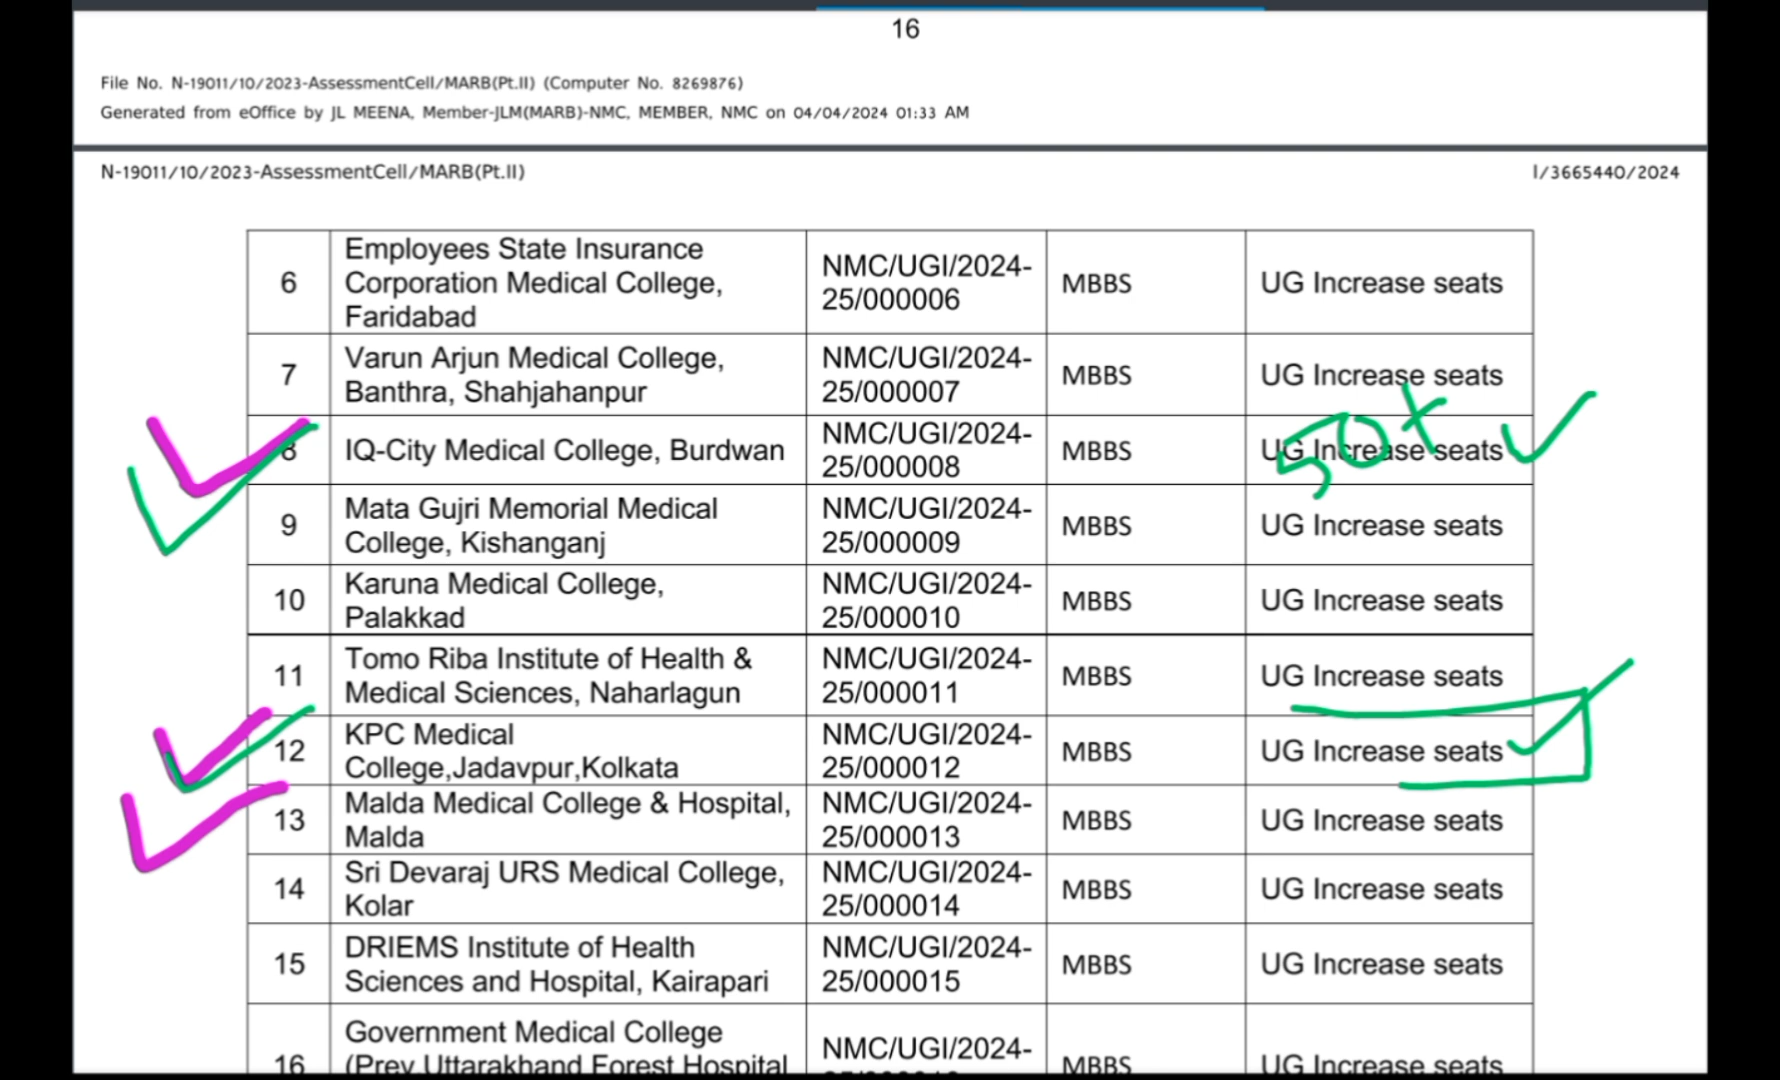 16
File No. N-19011/10/2023-AssessmentCell/MARB(Pt.II) (Computer No. 8269876)
Generated from eOffice by JL MEENA, Member-JLM(MARB)-NMC, MEMBER, NMC on 04/04/2024 01:33 AM
N-19011/10/2023-AssessmentCell/MARB(Pt.II) I/3665440/2024
6 Employees State Insurance Corporation Medical College, Faridabad NMC/UGI/2024-25/000006 MBBS UG Increase seats
7 Varun Arjun Medical College, Banthra, Shahjahanpur NMC/UGI/2024-25/000007 MBBS UG Increase seats
8 IQ-City Medical College, Burdwan NMC/UGI/2024-25/000008 MBBS UG Increase seats
50+
9 Mata Gujri Memorial Medical College, Kishanganj NMC/UGI/2024-25/000009 MBBS UG Increase seats
10 Karuna Medical College, Palakkad NMC/UGI/2024-25/000010 MBBS UG Increase seats
11 Tomo Riba Institute of Health & Medical Sciences, Naharlagun NMC/UGI/2024-25/000011 MBBS UG Increase seats
12 KPC Medical College,Jadavpur,Kolkata NMC/UGI/2024-25/000012 MBBS UG Increase seats
13 Malda Medical College & Hospital, Malda NMC/UGI/2024-25/000013 MBBS UG Increase seats
14 Sri Devaraj URS Medical College, Kolar NMC/UGI/2024-25/000014 MBBS UG Increase seats
15 DRIEMS Institute of Health Sciences and Hospital, Kairapari NMC/UGI/2024-25/000015 MBBS UG Increase seats
16 Government Medical College (Prev Uttarakhand Forest Hospital NMC/UGI/2024- MBBS UG Increase seats